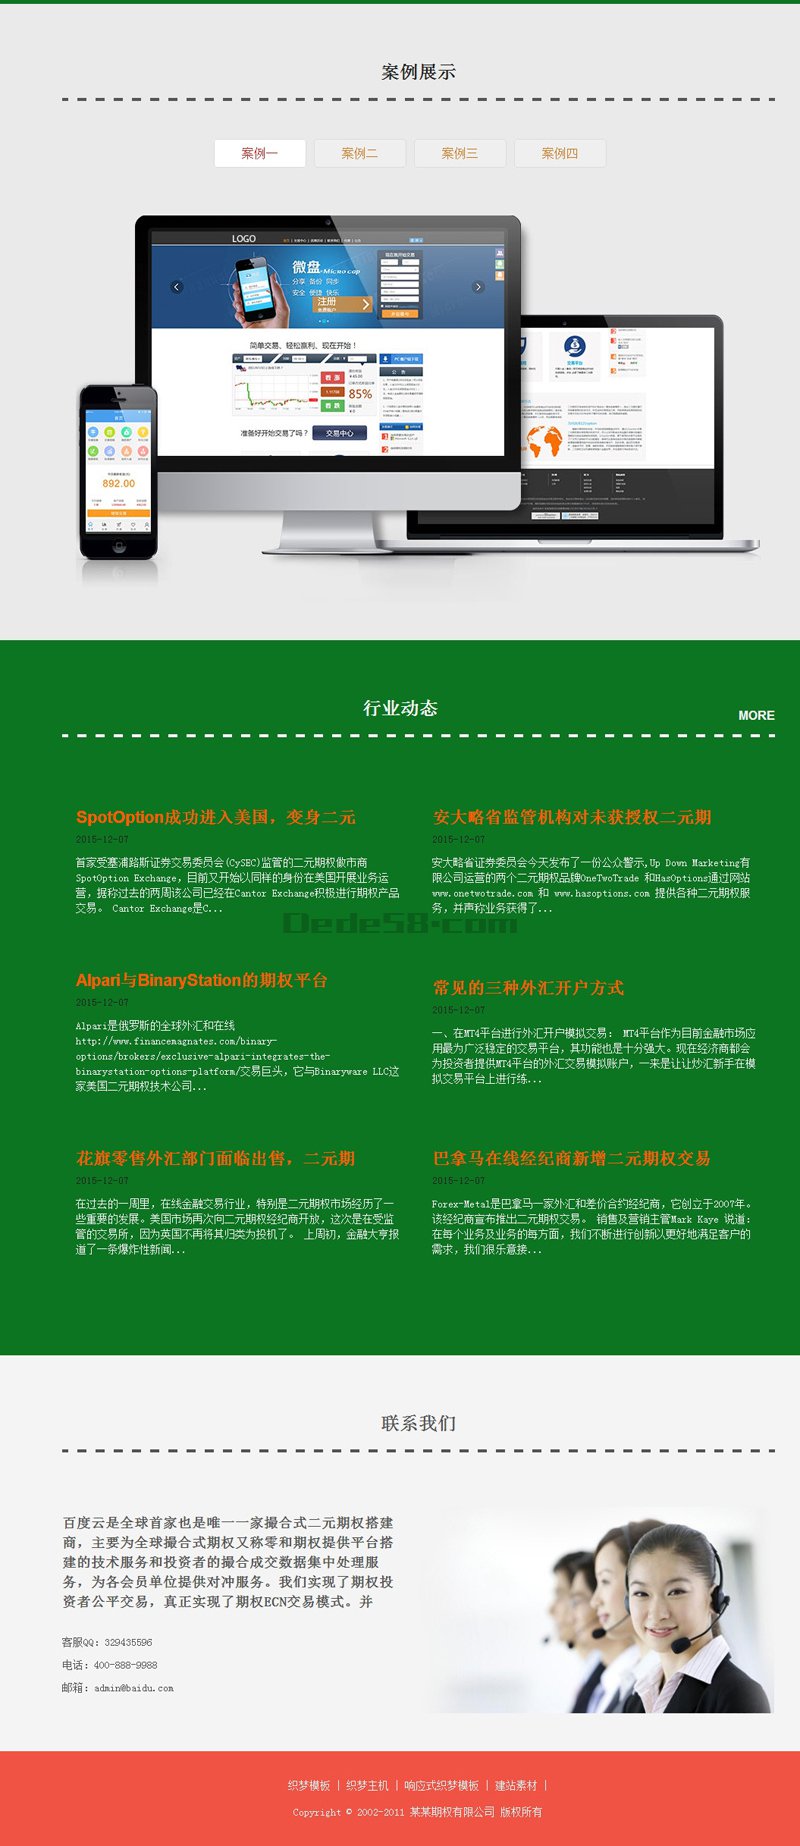 案例展示
案例一
案例二
案例三
案例四
LOGO
微盘·Micro cap
分享 备份 同步
安全 便捷 快乐
注册
免费账户
简单交易、轻松赢利、现在开始！
PC 客户端下载
公 告
看 涨
85%
看 跌
准备好开始交易了吗？
交易中心
首页
892.00
交易平台
行业动态
MORE
SpotOption成功进入美国，变身二元
2015-12-07
首家受塞浦路斯证券交易委员会(CySEC)监管的二元期权做市商
SpotOption Exchange，目前又开始以同样的身份在美国开展业务运
营，据称过去的两周该公司已经在Cantor Exchange积极进行期权产品
交易。 Cantor Exchange是C...
安大略省监管机构对未获授权二元期
2015-12-07
安大略省证券委员会今天发布了一份公众警示,Up Down Marketing有
限公司运营的两个二元期权品牌OneTwoTrade 和HasOptions通过网站
www.onetwotrade.com 和 www.hasoptions.com 提供各种二元期权服
务，并声称业务获得了...
Dede58.com
Alpari与BinaryStation的期权平台
2015-12-07
Alpari是俄罗斯的全球外汇和在线
http://www.financemagnates.com/binary-
options/brokers/exclusive-alpari-integrates-the-
binarystation-options-platform/交易巨头，它与Binaryware LLC这
家美国二元期权技术公司...
常见的三种外汇开户方式
2015-12-07
一、在MT4平台进行外汇开户模拟交易： MT4平台作为目前金融市场应
用最为广泛稳定的交易平台，其功能也是十分强大。现在经济商都会
为投资者提供MT4平台的外汇交易模拟账户，一来是让让炒汇新手在模
拟交易平台上进行练...
花旗零售外汇部门面临出售，二元期
2015-12-07
在过去的一周里，在线金融交易行业，特别是二元期权市场经历了一
些重要的发展。美国市场再次向二元期权经纪商开放，这次是在受监
管的交易所，因为英国不再将其归类为投机了。 上周初，金融大亨报
道了一条爆炸性新闻...
巴拿马在线经纪商新增二元期权交易
2015-12-07
Forex-Metal是巴拿马一家外汇和差价合约经纪商，它创立于2007年。
该经纪商宣布推出二元期权交易。 销售及营销主管Mark Kaye 说道：
在每个业务及业务的每方面，我们不断进行创新以更好地满足客户的
需求，我们很乐意接...
联系我们
百度云是全球首家也是唯一一家撮合式二元期权搭建
商，主要为全球撮合式期权又称零和期权提供平台搭
建的技术服务和投资者的撮合成交数据集中处理服
务，为各会员单位提供对冲服务。我们实现了期权投
资者公平交易，真正实现了期权ECN交易模式。并
客服QQ：329435596
电话：400-888-9988
邮箱：admin@baidu.com
织梦模板 | 织梦主机 | 响应式织梦模板 | 建站素材 |
Copyright © 2002-2011 某某期权有限公司 版权所有